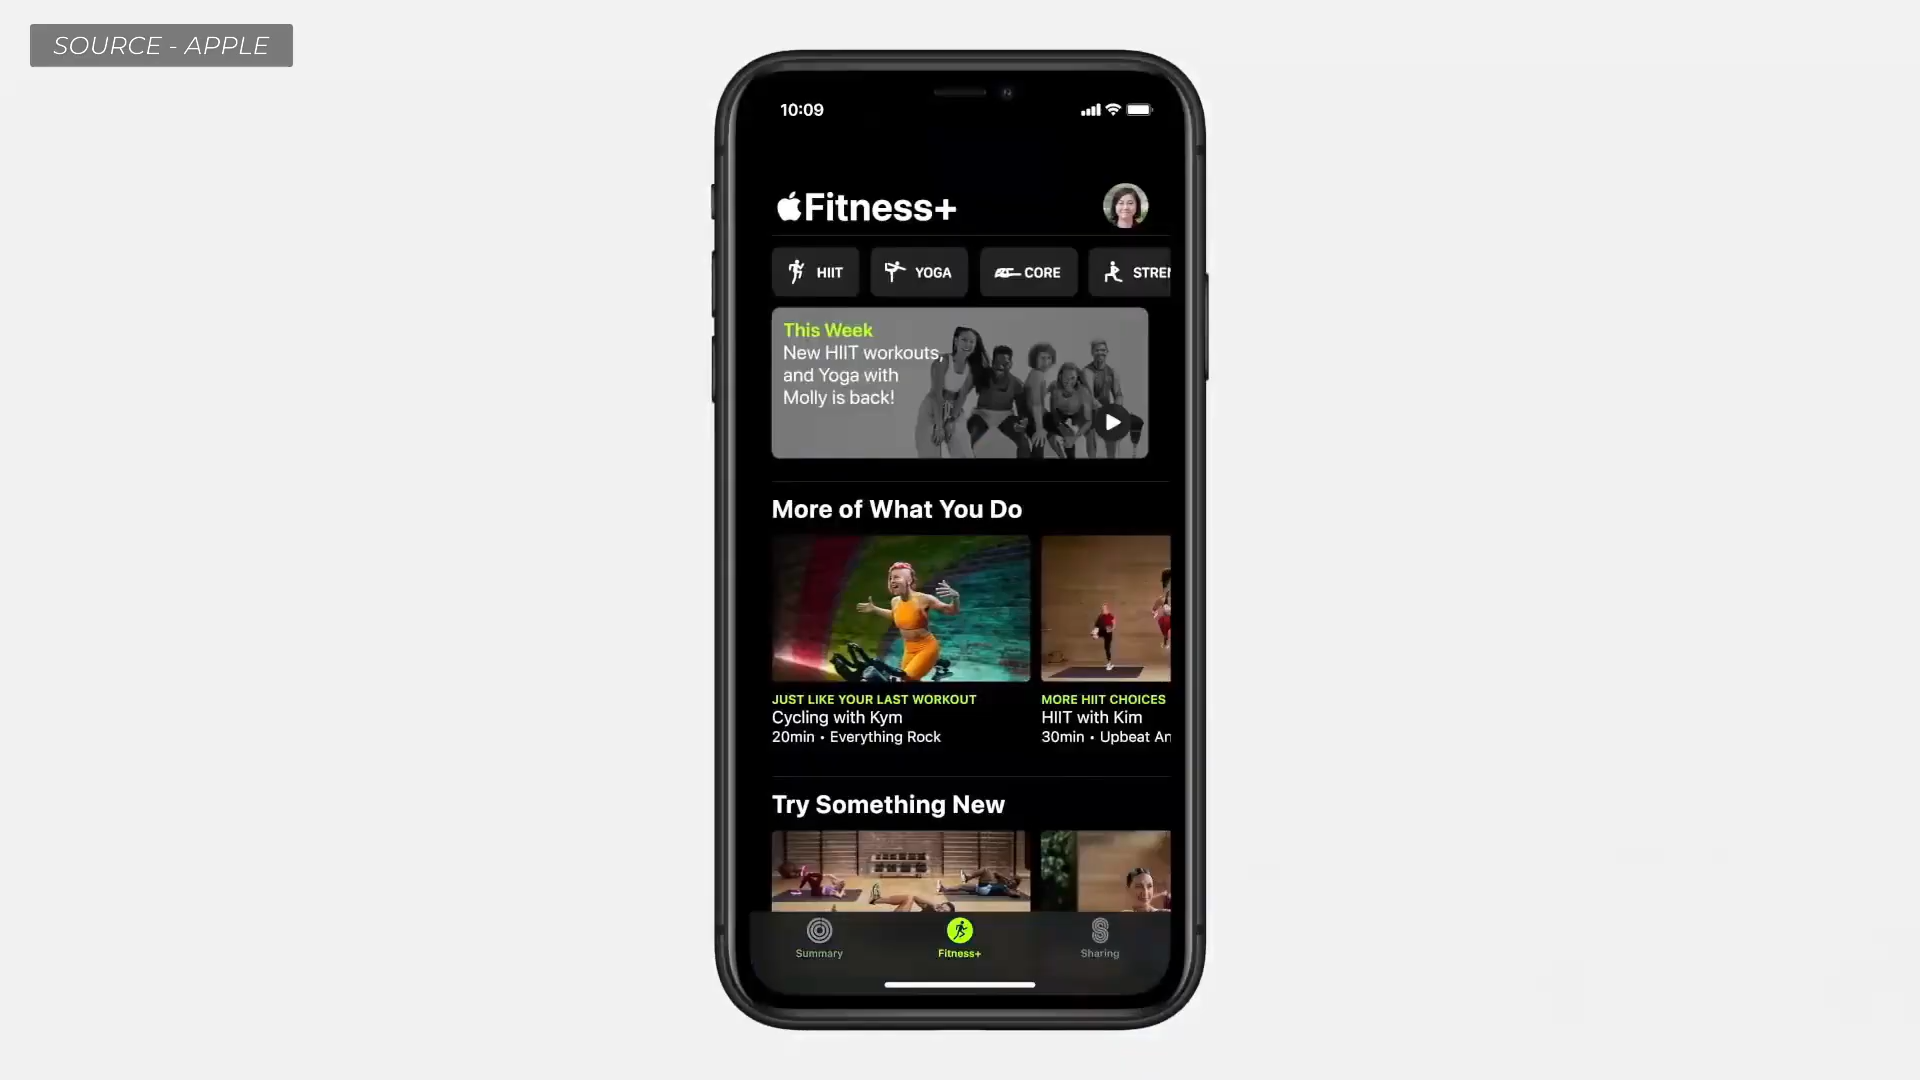 SOURCE - APPLE
10:09
Fitness+
HIIT
YOGA
CORE
STREN
This Week
New HIIT workouts,
and Yoga with
Molly is back!
More of What You Do
JUST LIKE YOUR LAST WORKOUT
Cycling with Kym
20min • Everything Rock
MORE HIIT CHOICES
HIIT with Kim
30min • Upbeat An
Try Something New
Summary
Fitness+
Sharing